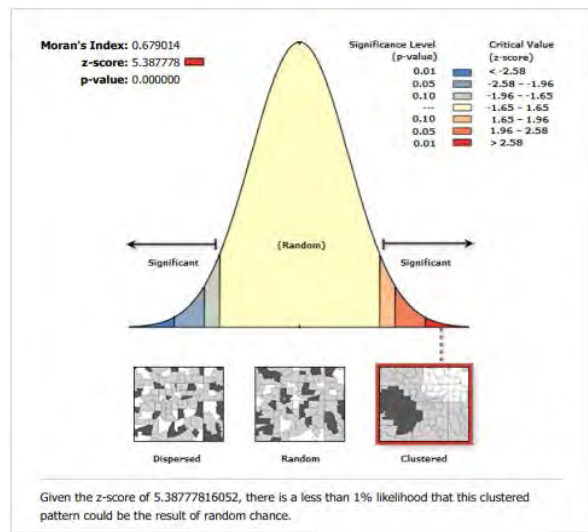 Moran's Index: 0.679014
z-score: 5.387778
p-value: 0.000000
Significance Level
(p-value)
Critical Value
(z-score)
0.01 < -2.58
0.05 -2.58 – -1.96
0.10 -1.96 – -1.65
--- -1.65 – 1.65
0.10 1.65 – 1.96
0.05 1.96 – 2.58
0.01 > 2.58
Significant
(Random)
Significant
Dispersed
Random
Clustered
Given the z-score of 5.38777816052, there is a less than 1% likelihood that this clustered
pattern could be the result of random chance.